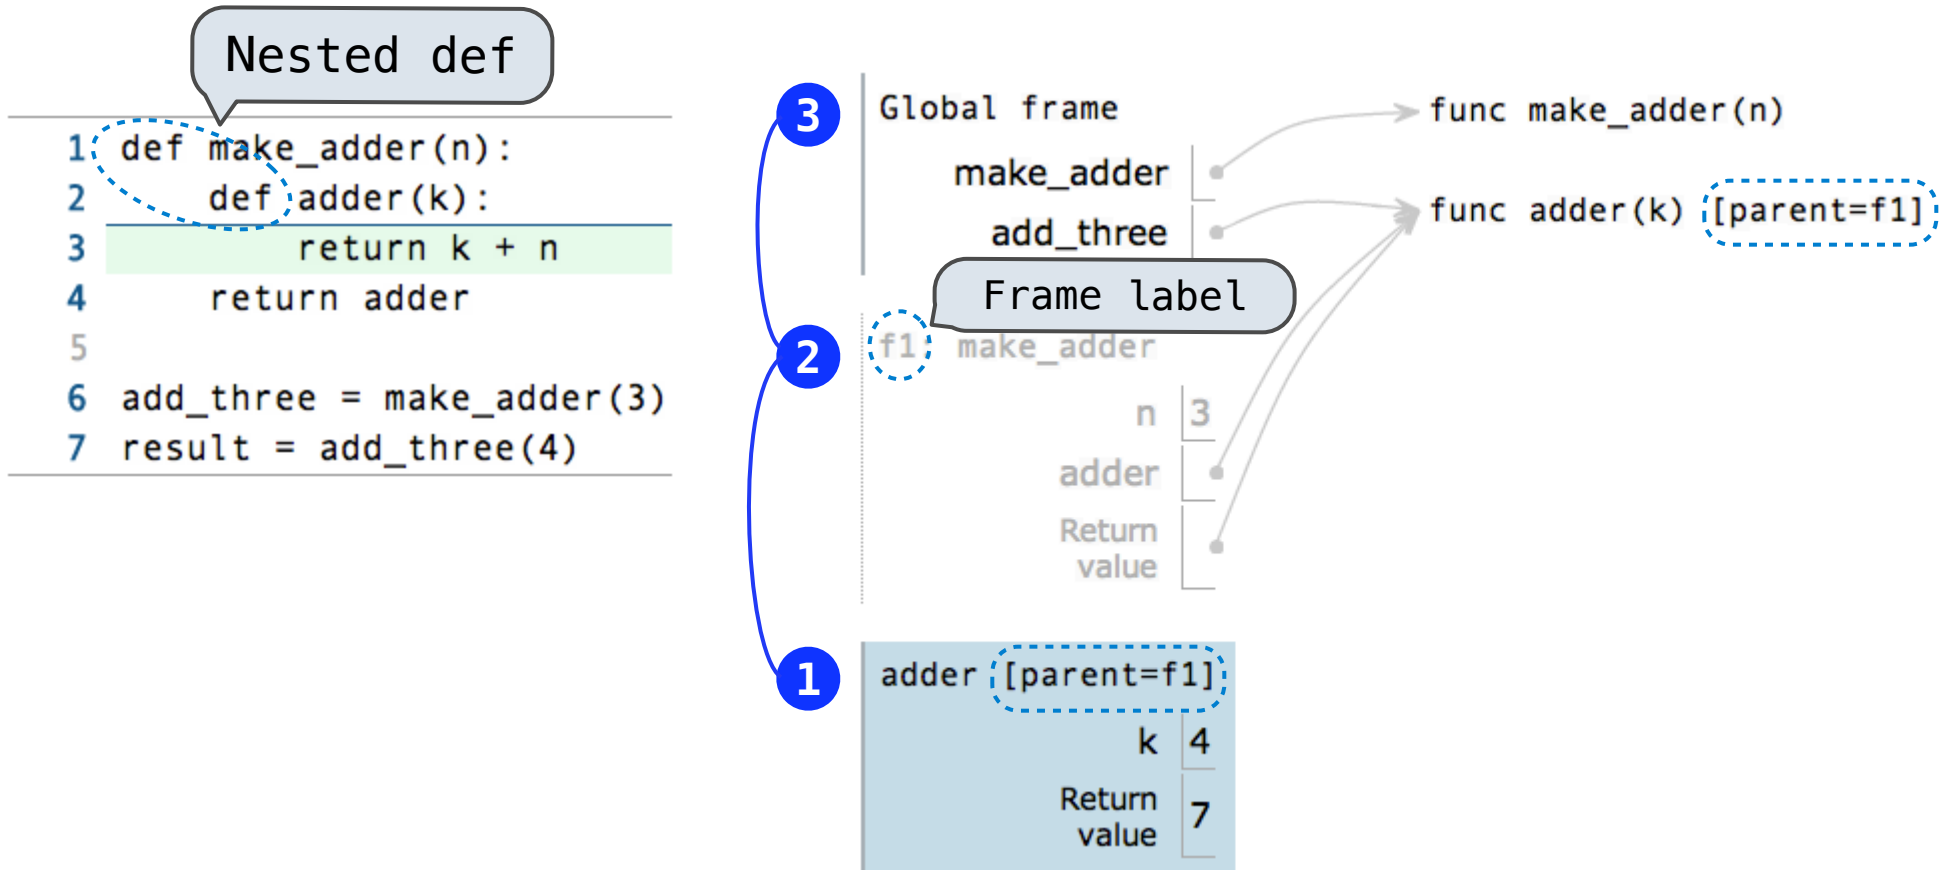 Nested def
1 def make_adder(n):
2 def adder(k):
3 return k + n
4 return adder
5
6 add_three = make_adder(3)
7 result = add_three(4)
3
Global frame
make_adder
add_three
func make_adder(n)
func adder(k) [parent=f1]
Frame label
2
f1: make_adder
n 3
adder
Return
value
1
adder [parent=f1]
k 4
Return
value 7